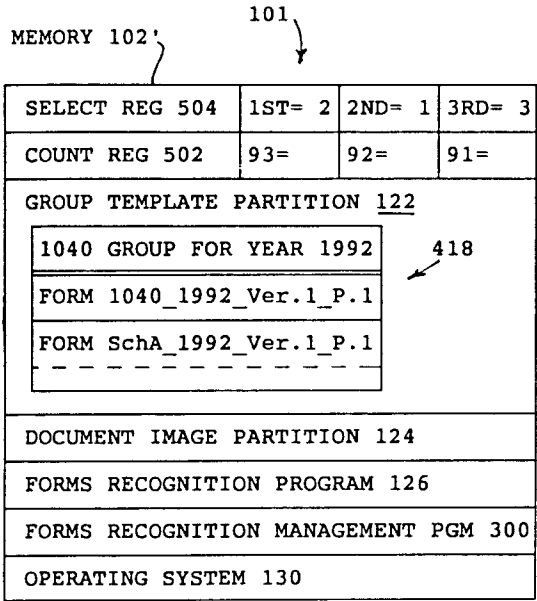 101
MEMORY 102'
SELECT REG 504 1ST= 2 2ND= 1 3RD= 3
COUNT REG 502 93= 92= 91=
GROUP TEMPLATE PARTITION 122
1040 GROUP FOR YEAR 1992
418
FORM 1040_1992_Ver.1_P.1
FORM SchA_1992_Ver.1_P.1
DOCUMENT IMAGE PARTITION 124
FORMS RECOGNITION PROGRAM 126
FORMS RECOGNITION MANAGEMENT PGM 300
OPERATING SYSTEM 130